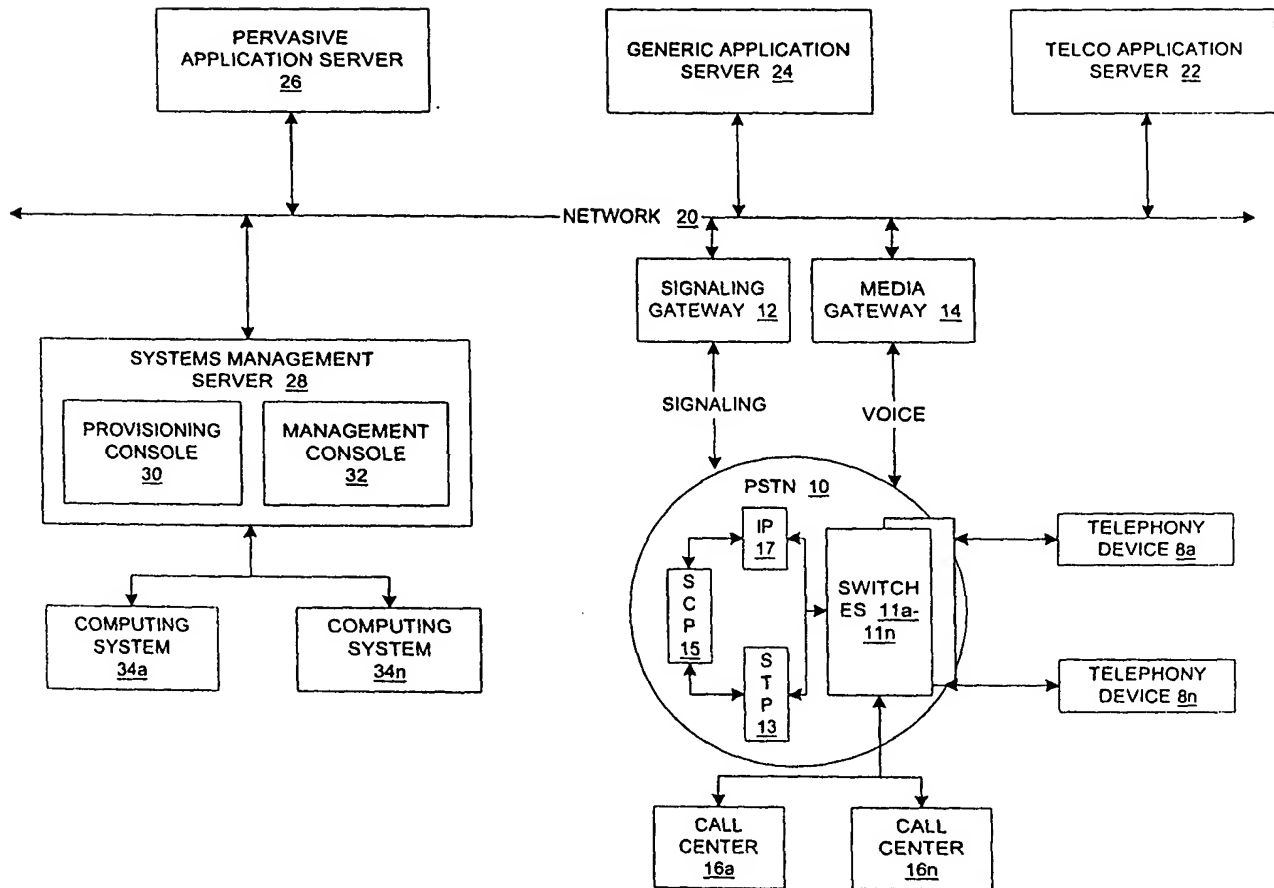 PERVASIVE
APPLICATION SERVER
26
GENERIC APPLICATION
SERVER 24
TELCO APPLICATION
SERVER 22
NETWORK 20
SIGNALING
GATEWAY 12
MEDIA
GATEWAY 14
SYSTEMS MANAGEMENT
SERVER 28
PROVISIONING
CONSOLE
30
MANAGEMENT
CONSOLE
32
SIGNALING
VOICE
PSTN 10
IP
17
S
C
P
15
S
T
P
13
SWITCH
ES 11a-
11n
TELEPHONY
DEVICE 8a
TELEPHONY
DEVICE 8n
COMPUTING
SYSTEM
34a
COMPUTING
SYSTEM
34n
CALL
CENTER
16a
CALL
CENTER
16n